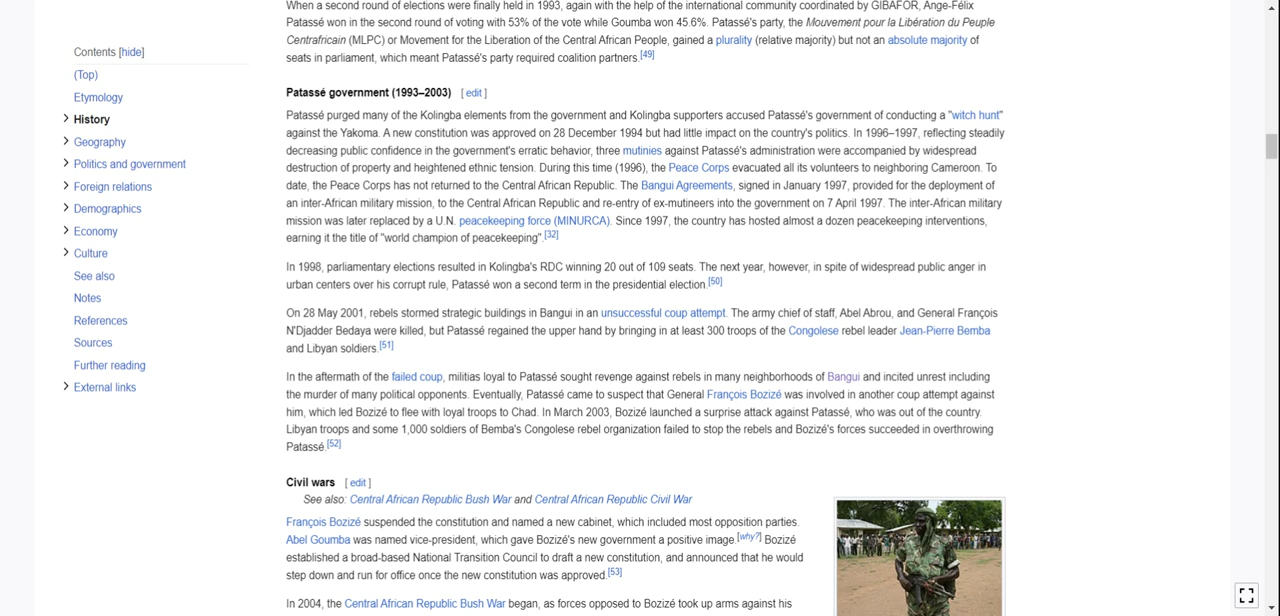 When a second round of elections were finally held in 1993, again with the help of the international community coordinated by GIBAFOR, Ange-Félix
Patassé won in the second round of voting with 53% of the vote while Goumba won 45.6%. Patassé's party, the Mouvement pour la Libération du Peuple
Centrafricain (MLPC) or Movement for the Liberation of the Central African People, gained a plurality (relative majority) but not an absolute majority of
seats in parliament, which meant Patassé's party required coalition partners.[49]
Contents [hide]
(Top)
Etymology
History
Geography
Politics and government
Foreign relations
Demographics
Economy
Culture
See also
Notes
References
Sources
Further reading
External links
Patassé government (1993–2003) [ edit ]
Patassé purged many of the Kolingba elements from the government and Kolingba supporters accused Patassé's government of conducting a "witch hunt"
against the Yakoma. A new constitution was approved on 28 December 1994 but had little impact on the country's politics. In 1996–1997, reflecting steadily
decreasing public confidence in the government's erratic behavior, three mutinies against Patassé's administration were accompanied by widespread
destruction of property and heightened ethnic tension. During this time (1996), the Peace Corps evacuated all its volunteers to neighboring Cameroon. To
date, the Peace Corps has not returned to the Central African Republic. The Bangui Agreements, signed in January 1997, provided for the deployment of
an inter-African military mission, to the Central African Republic and re-entry of ex-mutineers into the government on 7 April 1997. The inter-African military
mission was later replaced by a U.N. peacekeeping force (MINURCA). Since 1997, the country has hosted almost a dozen peacekeeping interventions,
earning it the title of "world champion of peacekeeping".[32]
In 1998, parliamentary elections resulted in Kolingba's RDC winning 20 out of 109 seats. The next year, however, in spite of widespread public anger in
urban centers over his corrupt rule, Patassé won a second term in the presidential election.[50]
On 28 May 2001, rebels stormed strategic buildings in Bangui in an unsuccessful coup attempt. The army chief of staff, Abel Abrou, and General François
N'Djadder Bedaya were killed, but Patassé regained the upper hand by bringing in at least 300 troops of the Congolese rebel leader Jean-Pierre Bemba
and Libyan soldiers.[51]
In the aftermath of the failed coup, militias loyal to Patassé sought revenge against rebels in many neighborhoods of Bangui and incited unrest including
the murder of many political opponents. Eventually, Patassé came to suspect that General François Bozizé was involved in another coup attempt against
him, which led Bozizé to flee with loyal troops to Chad. In March 2003, Bozizé launched a surprise attack against Patassé, who was out of the country.
Libyan troops and some 1,000 soldiers of Bemba's Congolese rebel organization failed to stop the rebels and Bozizé's forces succeeded in overthrowing
Patassé.[52]
Civil wars [ edit ]
See also: Central African Republic Bush War and Central African Republic Civil War
François Bozizé suspended the constitution and named a new cabinet, which included most opposition parties.
Abel Goumba was named vice-president, which gave Bozizé's new government a positive image.[why?] Bozizé
established a broad-based National Transition Council to draft a new constitution, and announced that he would
step down and run for office once the new constitution was approved.[53]
In 2004, the Central African Republic Bush War began, as forces opposed to Bozizé took up arms against his